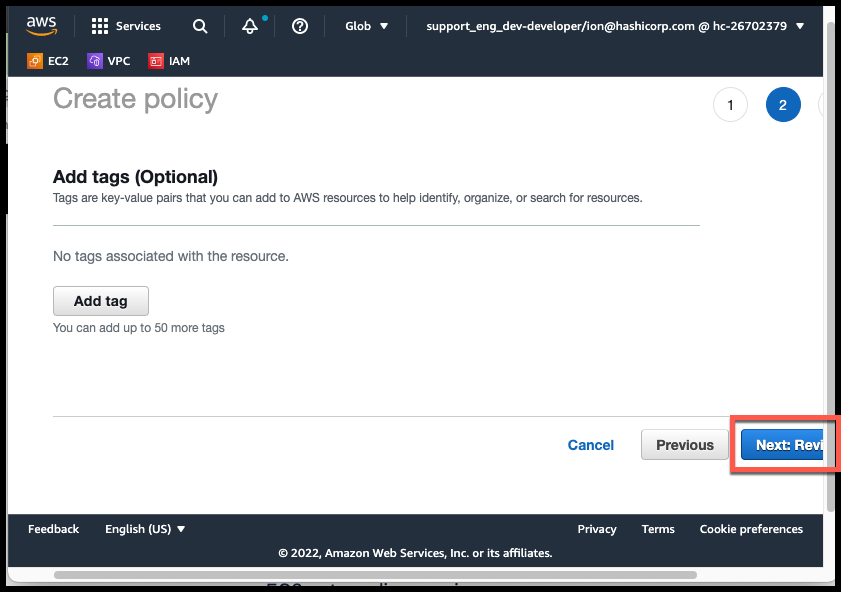 aws Services Glob support_eng_dev-developer/ion@hashicorp.com @ hc-26702379
EC2 VPC IAM
Create policy
1 2
Add tags (Optional)
Tags are key-value pairs that you can add to AWS resources to help identify, organize, or search for resources.
No tags associated with the resource.
Add tag
You can add up to 50 more tags
Cancel Previous Next: Revi
Feedback English (US) Privacy Terms Cookie preferences
© 2022, Amazon Web Services, Inc. or its affiliates.